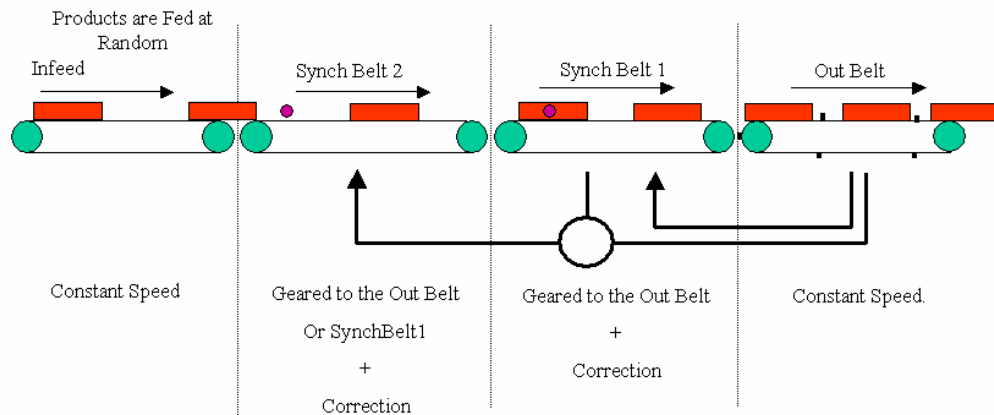 Products are Fed at
Random
Infeed
Synch Belt 2
Synch Belt 1
Out Belt
Constant Speed
Geared to the Out Belt
Or SynchBelt1
+
Correction
Geared to the Out Belt
+
Correction
Constant Speed.